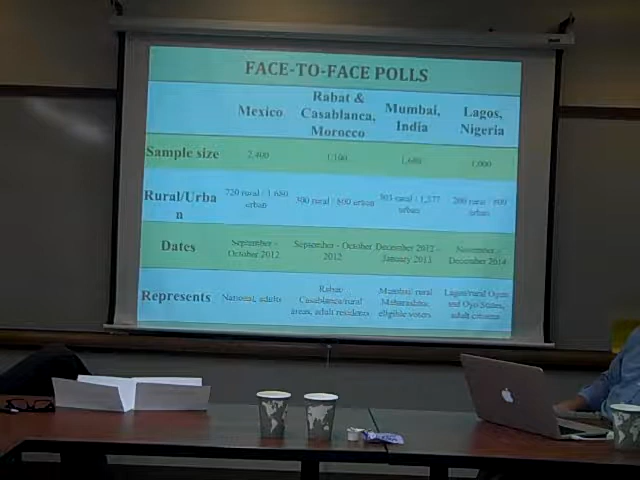 FACE-TO-FACE POLLS
Mexico
Rabat &
Casablanca,
Morocco
Mumbai,
India
Lagos,
Nigeria
Sample size
2,400
1,100
1,680
1,000
Rural/Urba
n
720 rural / 1,680
urban
300 rural / 800 urban
303 rural / 1,377
urban
200 rural / 800
urban
Dates
September -
October 2012
September - October
2012
December 2012 -
January 2013
November -
December 2014
Represents
National, adults
Rabat/
Casablanca/rural
areas, adult residents
Mumbai/ rural
Maharashtra,
eligible voters
Lagos/rural Ogun
and Oyo States,
adult citizens